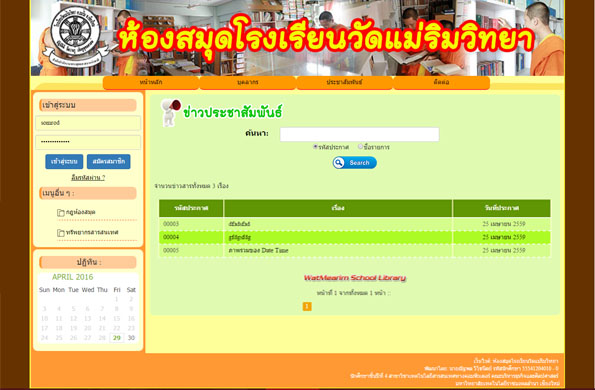 ห้องสมุดโรงเรียนวัดแม่ริมวิทยา
หน้าหลัก
บุคลากร
ประชาสัมพันธ์
ติดต่อ
เข้าสู่ระบบ
somrod
เข้าสู่ระบบ
สมัครสมาชิก
ลืมรหัสผ่าน ?
เมนูอื่น ๆ :
กฎห้องสมุด
ทรัพยากรสารสนเทศ
ปฏิทิน :
APRIL 2016
Sun Mon Tue Wed Thu Fri Sat
1 2
3 4 5 6 7 8 9
10 11 12 13 14 15 16
17 18 19 20 21 22 23
24 25 26 27 28 29 30
ข่าวประชาสัมพันธ์
ค้นหา:
รหัสประกาศ
ชื่อรายการ
Search
จำนวนข่าวสารทั้งหมด 3 เรื่อง
รหัสประกาศ เรื่อง วันที่ประกาศ
00003 25 เมษายน 2559
00004 25 เมษายน 2559
00005 ภาพรวมของ Date Time 25 เมษายน 2559
WatMaerim School Library
หน้าที่ 1 จากทั้งหมด 1 หน้า ::
1
เว็บไซต์: ห้องสมุดโรงเรียนวัดแม่ริมวิทยา